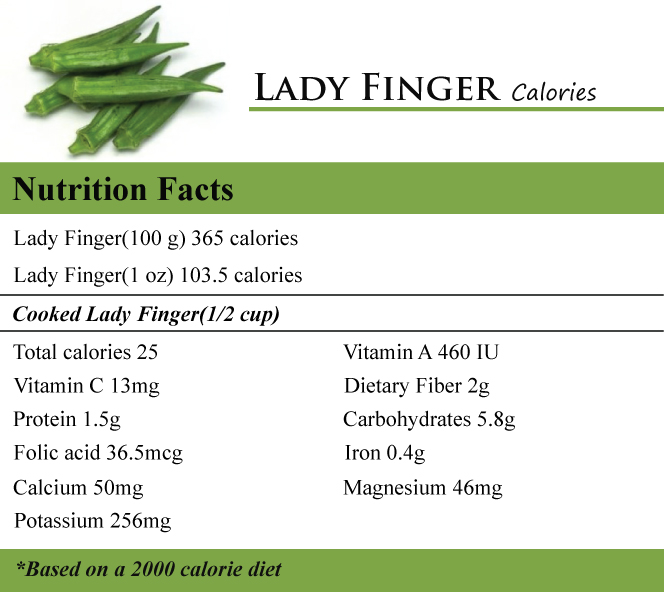 LADY FINGER Calories
Nutrition Facts
Lady Finger(100 g) 365 calories
Lady Finger(1 oz) 103.5 calories
Cooked Lady Finger(1/2 cup)
Total calories 25
Vitamin A 460 IU
Vitamin C 13mg
Dietary Fiber 2g
Protein 1.5g
Carbohydrates 5.8g
Folic acid 36.5mcg
Iron 0.4g
Calcium 50mg
Magnesium 46mg
Potassium 256mg
*Based on a 2000 calorie diet